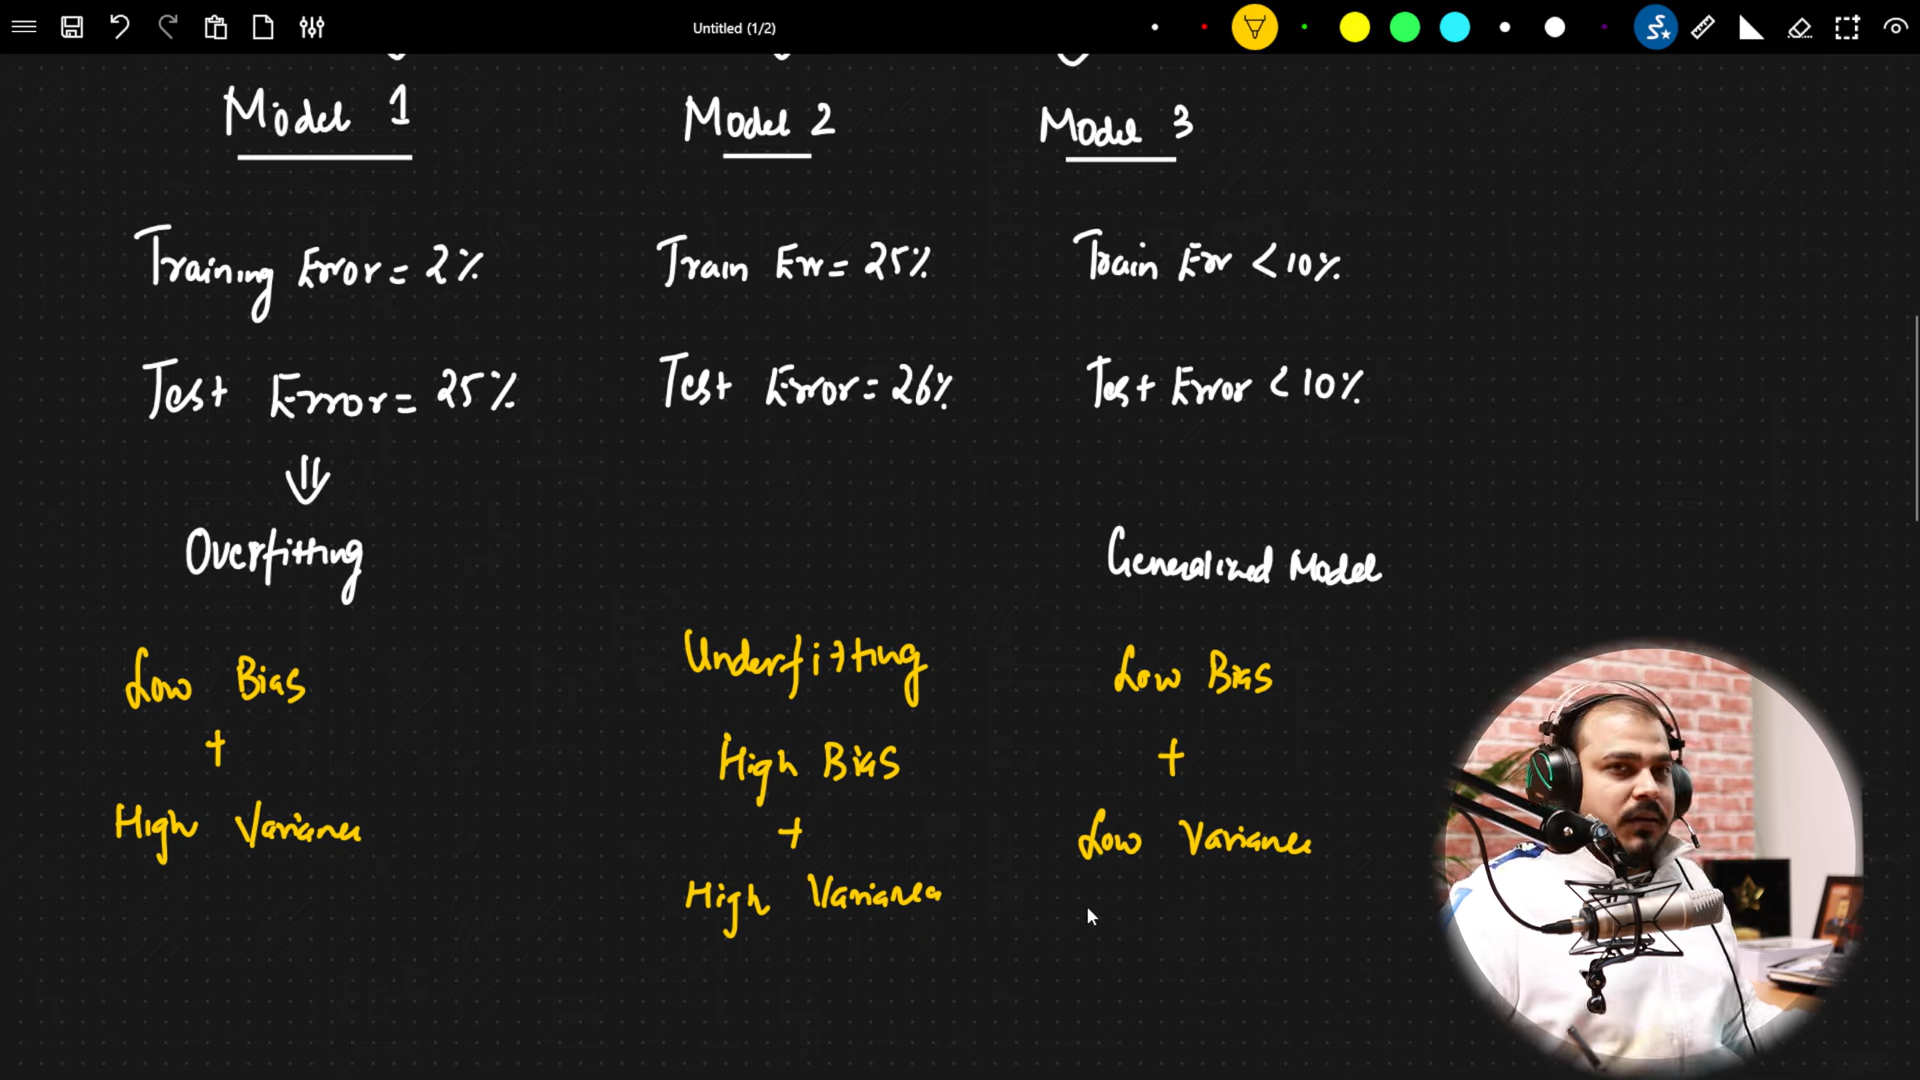 Untitled (1/2)
Model 1
Training Error = 2%
Test Error = 25%
Overfitting
Low Bias
+
High Variance
Model 2
Train Err = 25%
Test Error = 26%
Underfitting
High Bias
+
High Variance
Model 3
Train Err < 10%
Test Error < 10%
Generalized Model
Low Bias
+
Low Variance